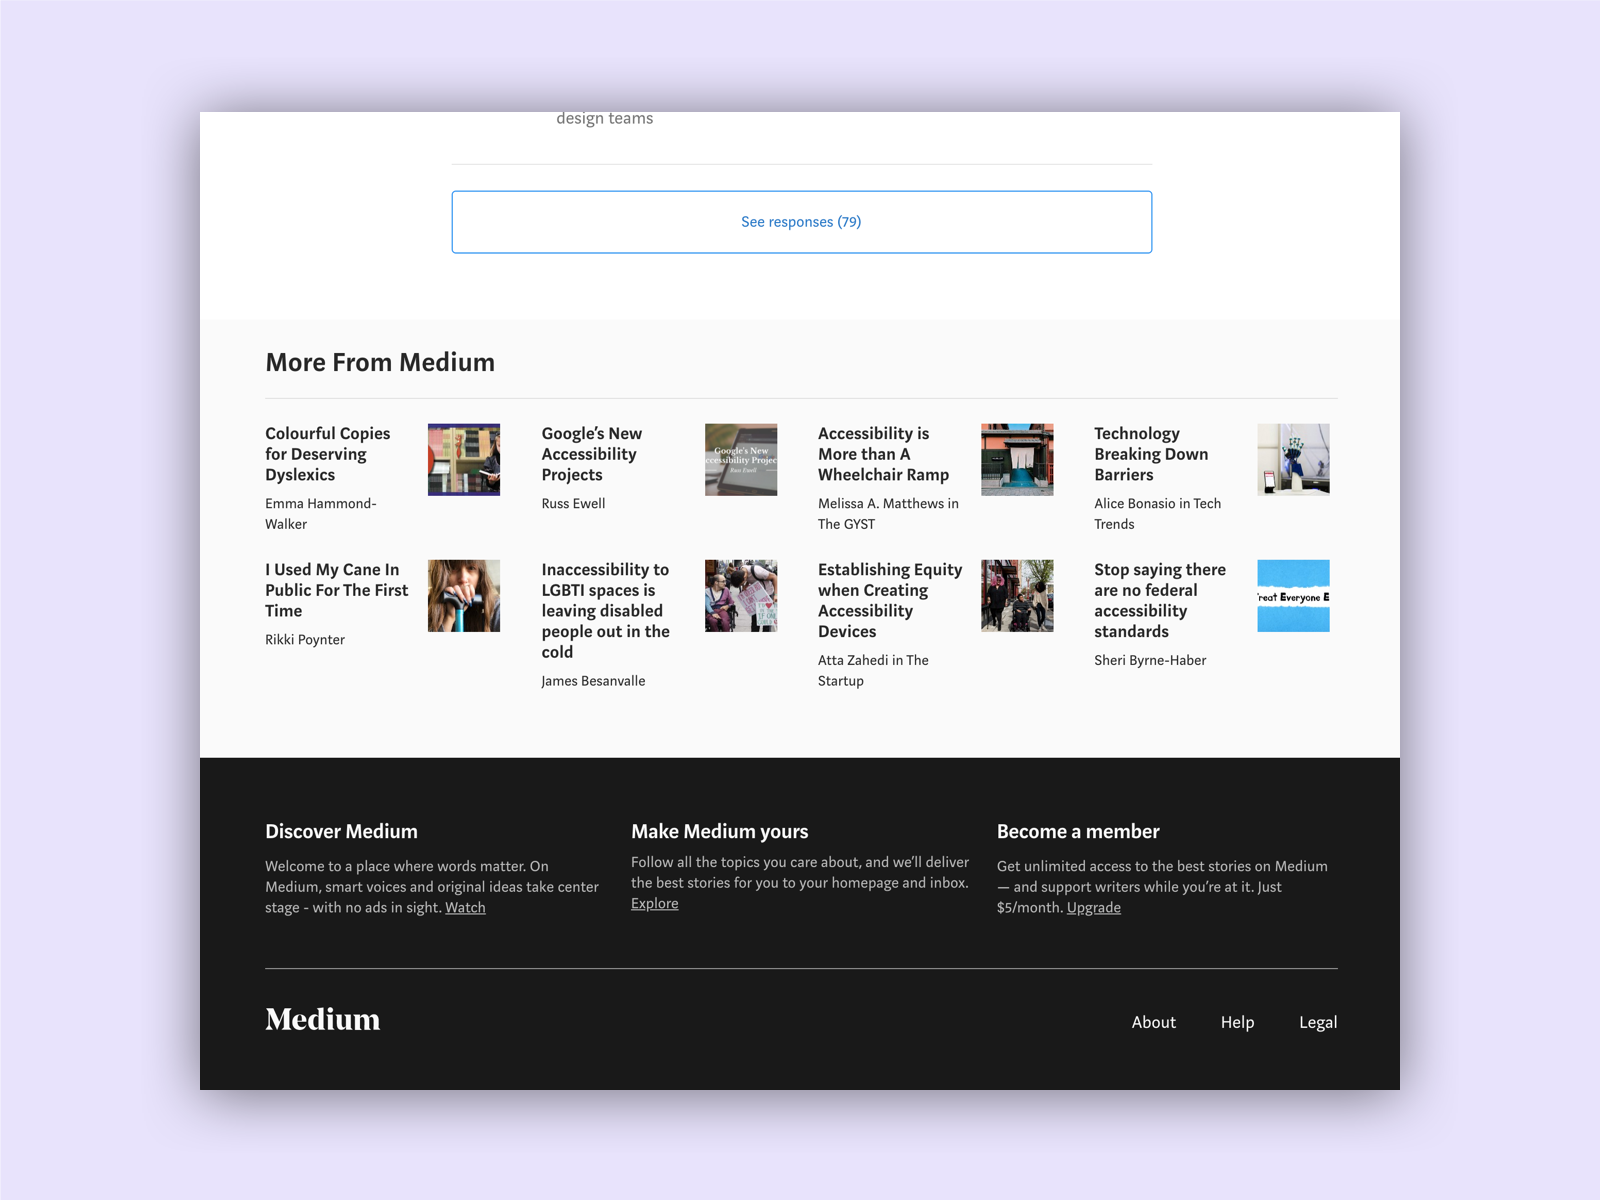 design teams
See responses (79)
More From Medium
Colourful Copies
for Deserving
Dyslexics
Emma Hammond-
Walker
Google’s New
Accessibility
Projects
Russ Ewell
Google's New
ccessibility Projec
Russ Ewell
Accessibility is
More than A
Wheelchair Ramp
Melissa A. Matthews in
The GYST
Technology
Breaking Down
Barriers
Alice Bonasio in Tech
Trends
I Used My Cane In
Public For The First
Time
Rikki Poynter
Inaccessibility to
LGBTI spaces is
leaving disabled
people out in the
cold
James Besanvalle
Establishing Equity
when Creating
Accessibility
Devices
Atta Zahedi in The
Startup
Stop saying there
are no federal
accessibility
standards
Sheri Byrne-Haber
reat Everyone E
Discover Medium
Welcome to a place where words matter. On
Medium, smart voices and original ideas take center
stage - with no ads in sight. Watch
Make Medium yours
Follow all the topics you care about, and we’ll deliver
the best stories for you to your homepage and inbox.
Explore
Become a member
Get unlimited access to the best stories on Medium
— and support writers while you’re at it. Just
$5/month. Upgrade
Medium
About
Help
Legal